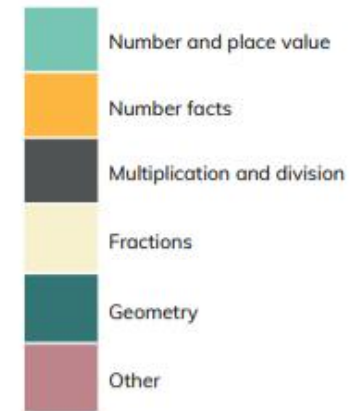 Number and place value
Number facts
Multiplication and division
Fractions
Geometry
Other